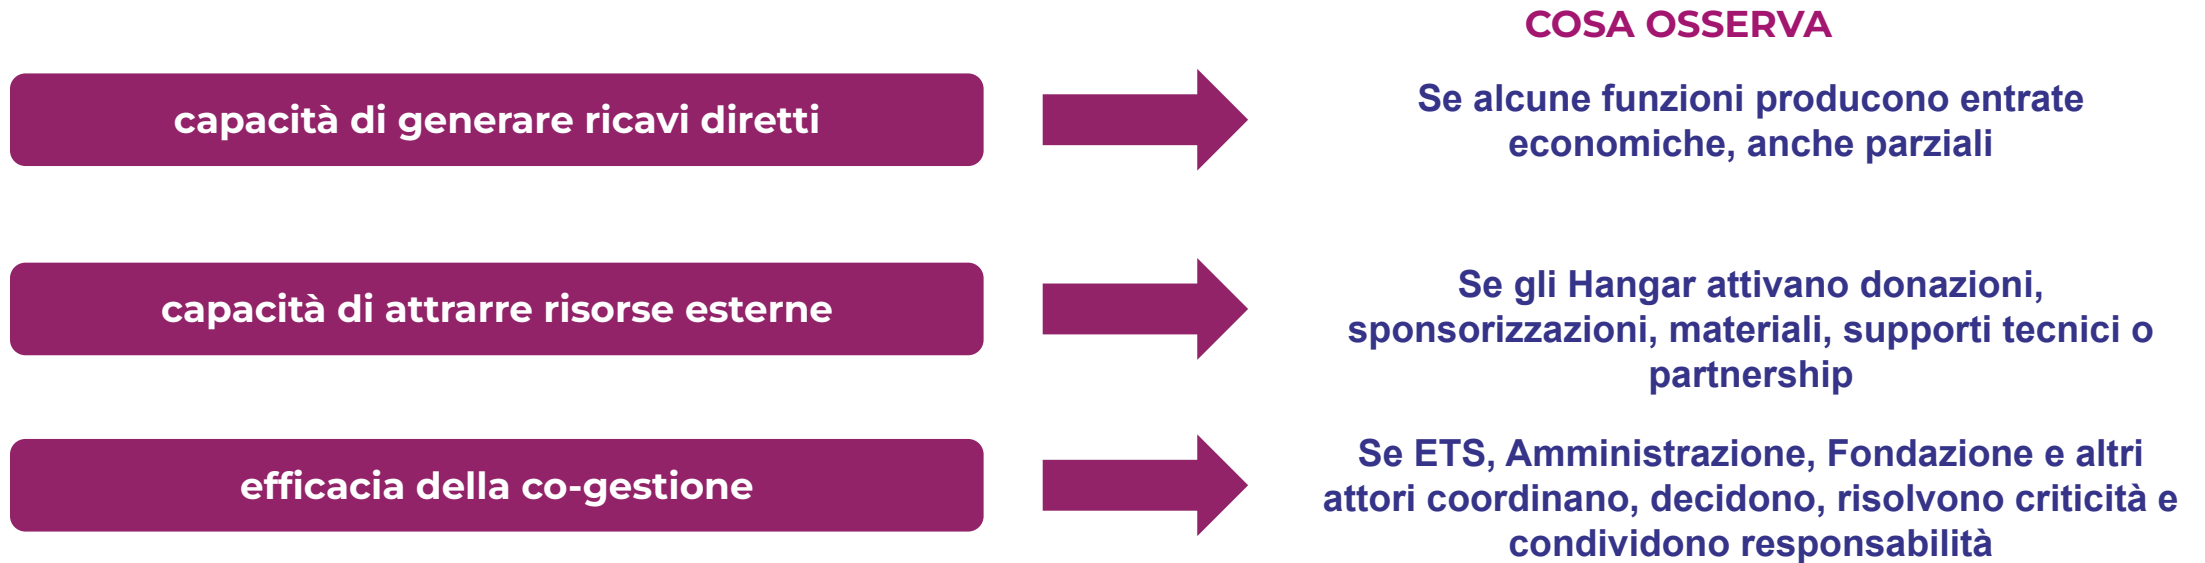 COSA OSSERVA
capacità di generare ricavi diretti
Se alcune funzioni producono entrate
economiche, anche parziali
capacità di attrarre risorse esterne
Se gli Hangar attivano donazioni,
sponsorizzazioni, materiali, supporti tecnici o
partnership
efficacia della co-gestione
Se ETS, Amministrazione, Fondazione e altri
attori coordinano, decidono, risolvono criticità e
condividono responsabilità